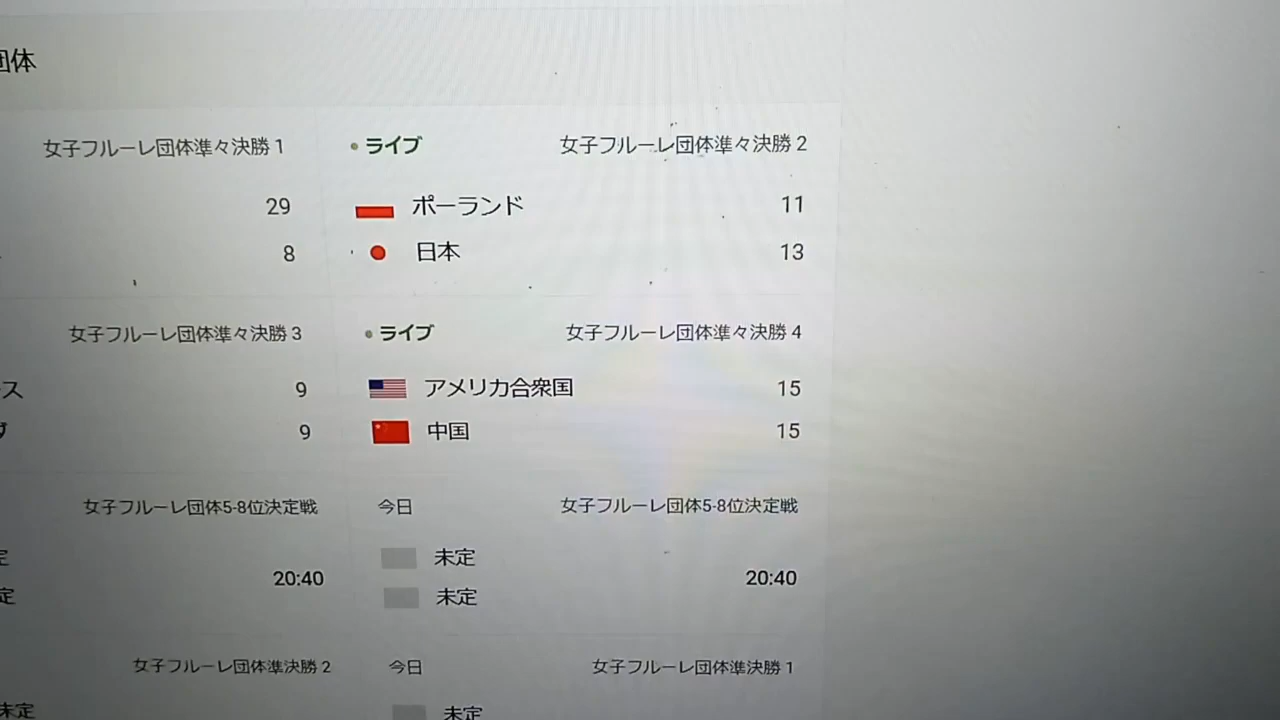 団体
女子フルーレ団体準々決勝 1
29
8
ライブ
女子フルーレ団体準々決勝 2
ポーランド 11
日本 13
女子フルーレ団体準々決勝 3
ス 9
9
ライブ
女子フルーレ団体準々決勝 4
アメリカ合衆国 15
中国 15
女子フルーレ団体5-8位決定戦
定
定
20:40
今日
女子フルーレ団体5-8位決定戦
未定
未定
20:40
女子フルーレ団体準決勝 2
未定
今日
女子フルーレ団体準決勝 1
未定